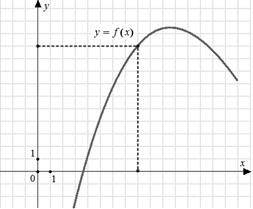 y
y = f(x)
1
x
0 1